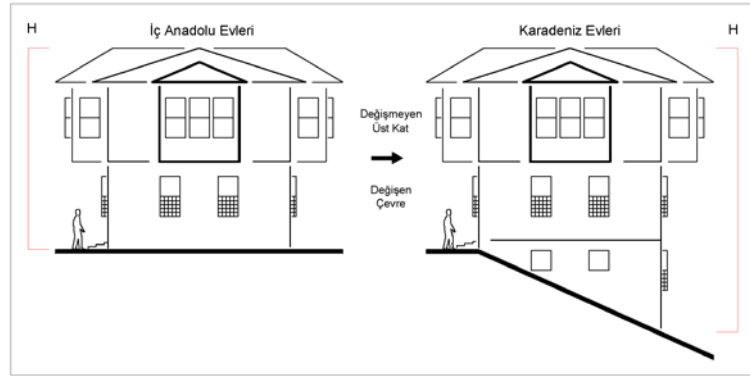 H
İç Anadolu Evleri
Karadeniz Evleri
H
Değişmeyen
Üst Kat
Değişen
Çevre